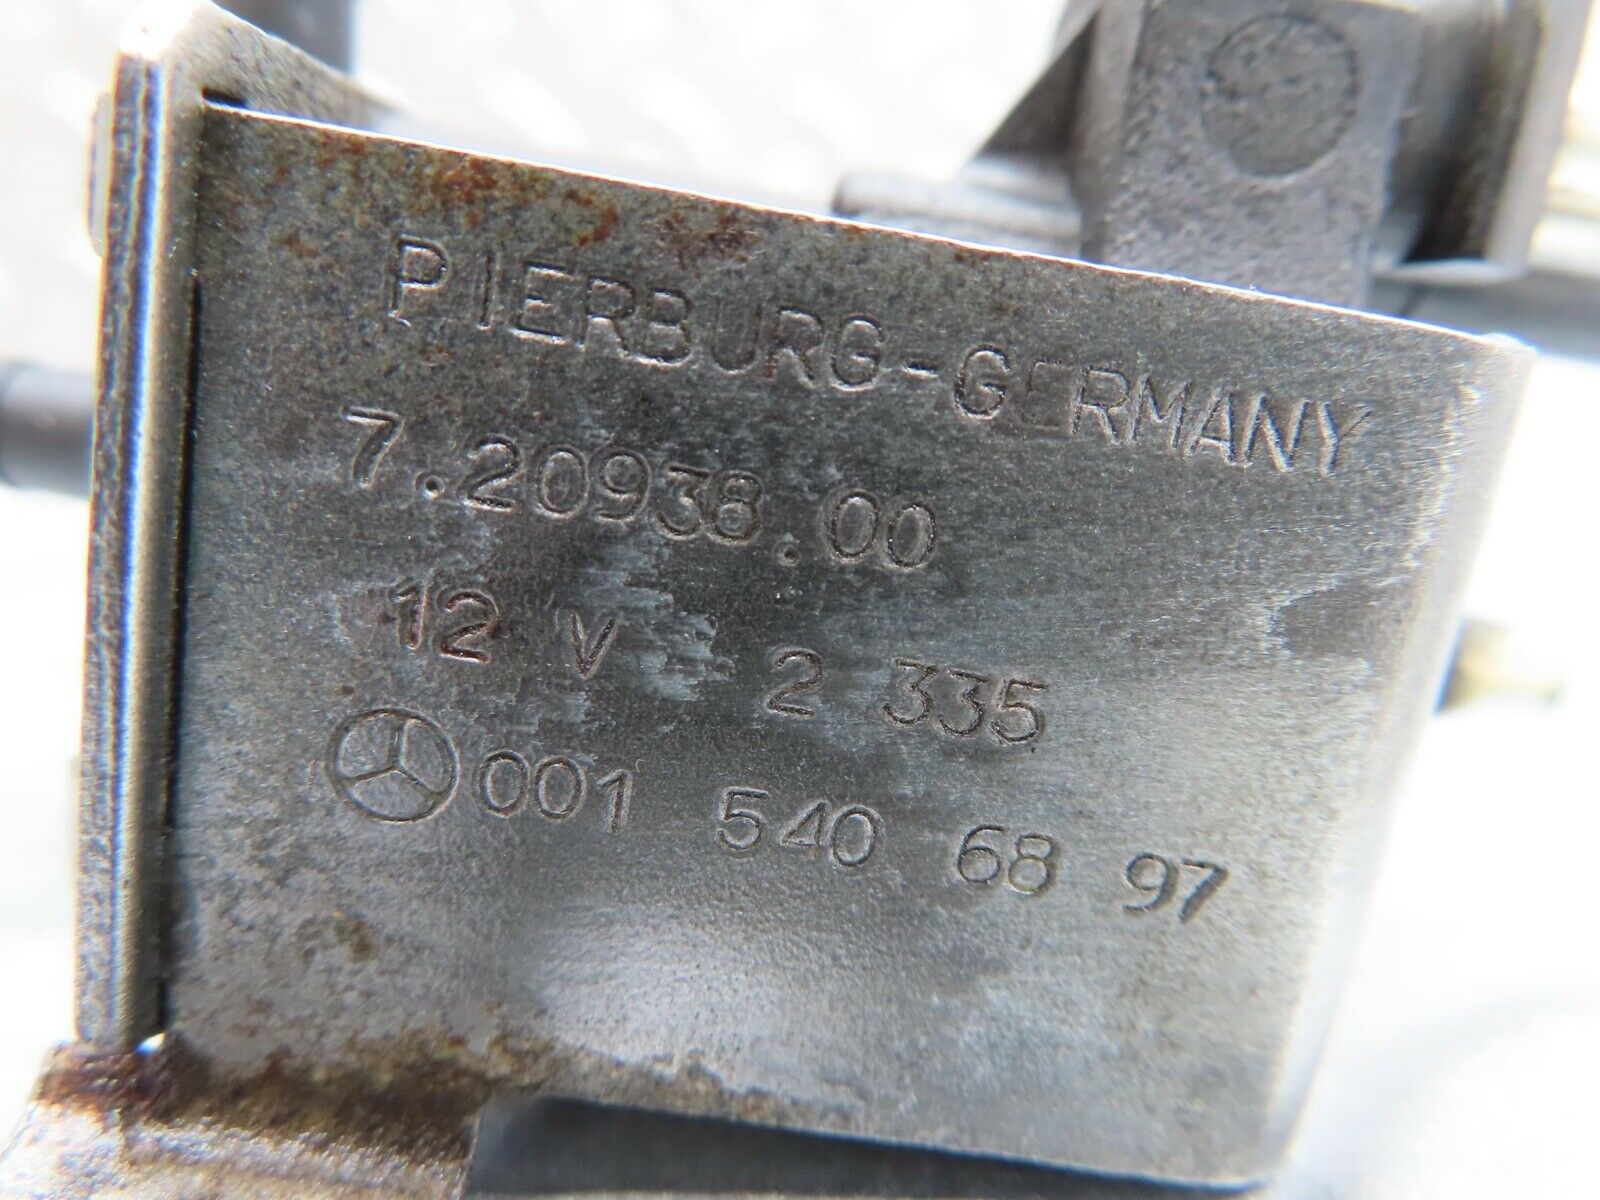 PIERBURG-GERMANY
7.20938.00
12 V 2 335
001 540 68 97